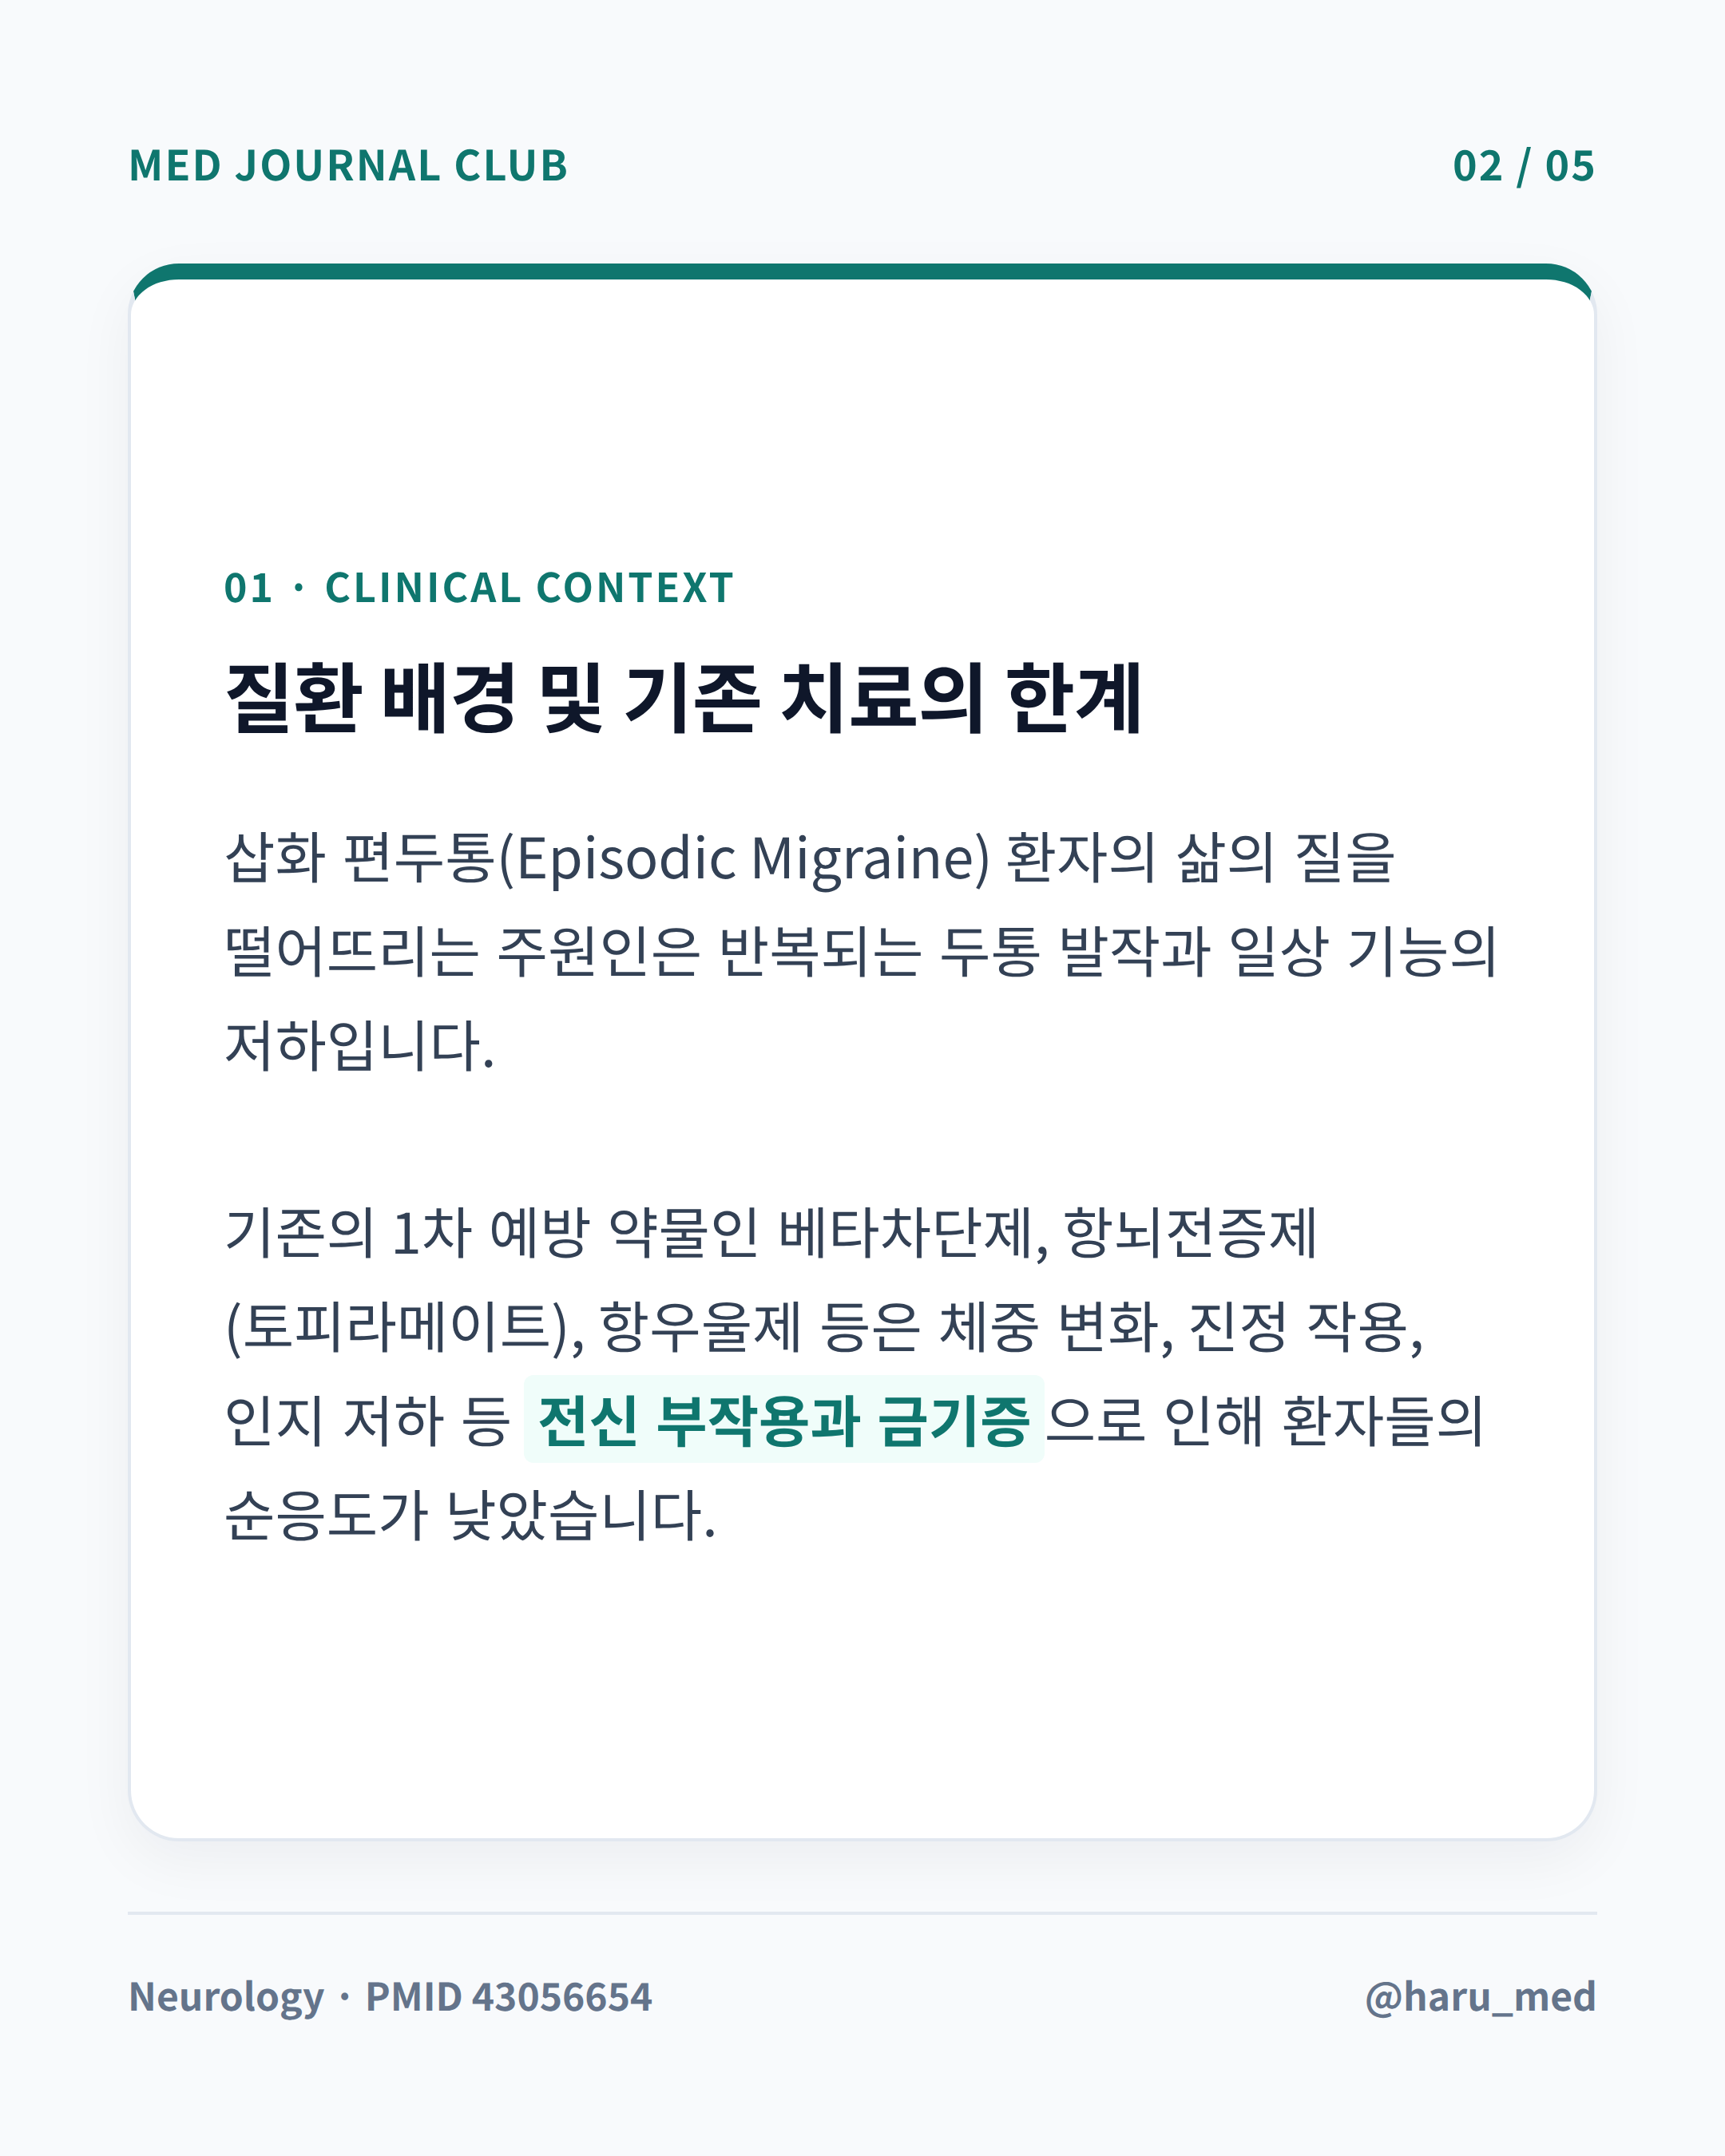 MED JOURNAL CLUB
02 / 05
01 · CLINICAL CONTEXT
질환 배경 및 기존 치료의 한계
삽화 편두통(Episodic Migraine) 환자의 삶의 질을
떨어뜨리는 주원인은 반복되는 두통 발작과 일상 기능의
저하입니다.
기존의 1차 예방 약물인 베타차단제, 항뇌전증제
(토피라메이트), 항우울제 등은 체중 변화, 진정 작용,
인지 저하 등 전신 부작용과 금기증으로 인해 환자들의
순응도가 낮았습니다.
Neurology · PMID 43056654
@haru_med